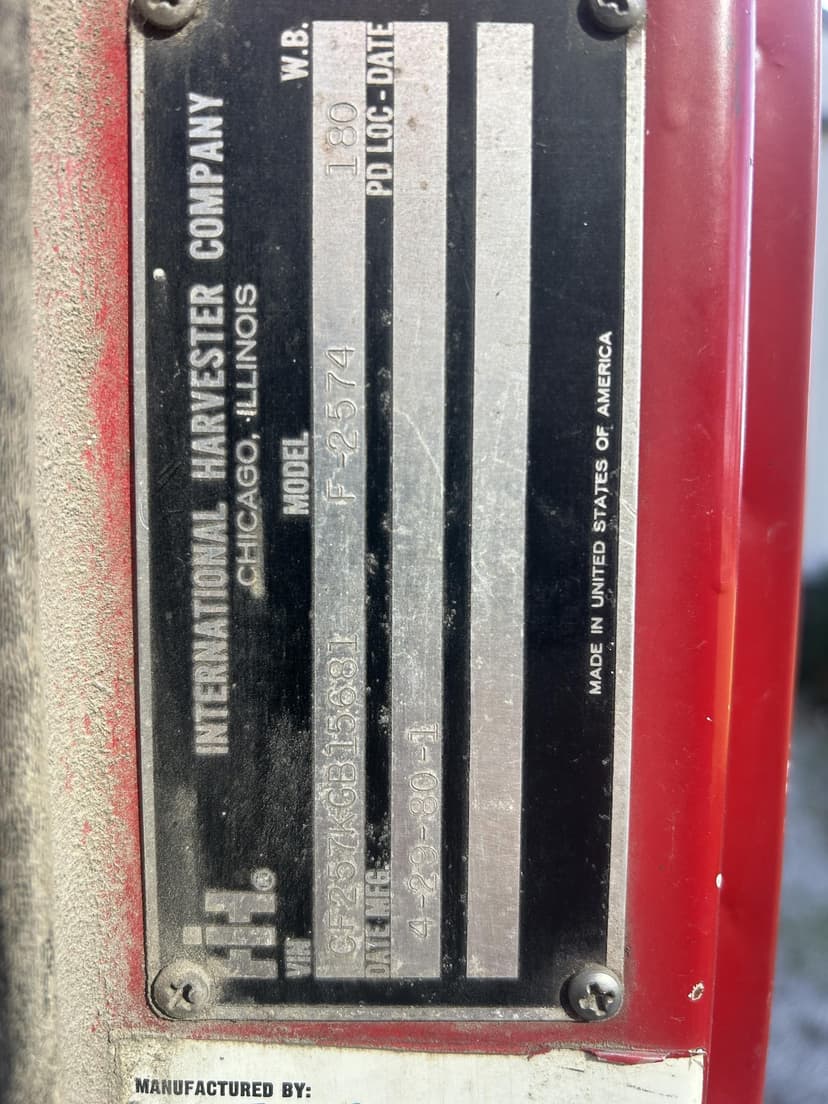 IH®
INTERNATIONAL HARVESTER COMPANY
CHICAGO, ILLINOIS
VIN MODEL W.B.
CF257KGB15681 F-2574 180
DATE MFG. PD LOC - DATE
4-29-80-1
MADE IN UNITED STATES OF AMERICA
MANUFACTURED BY: